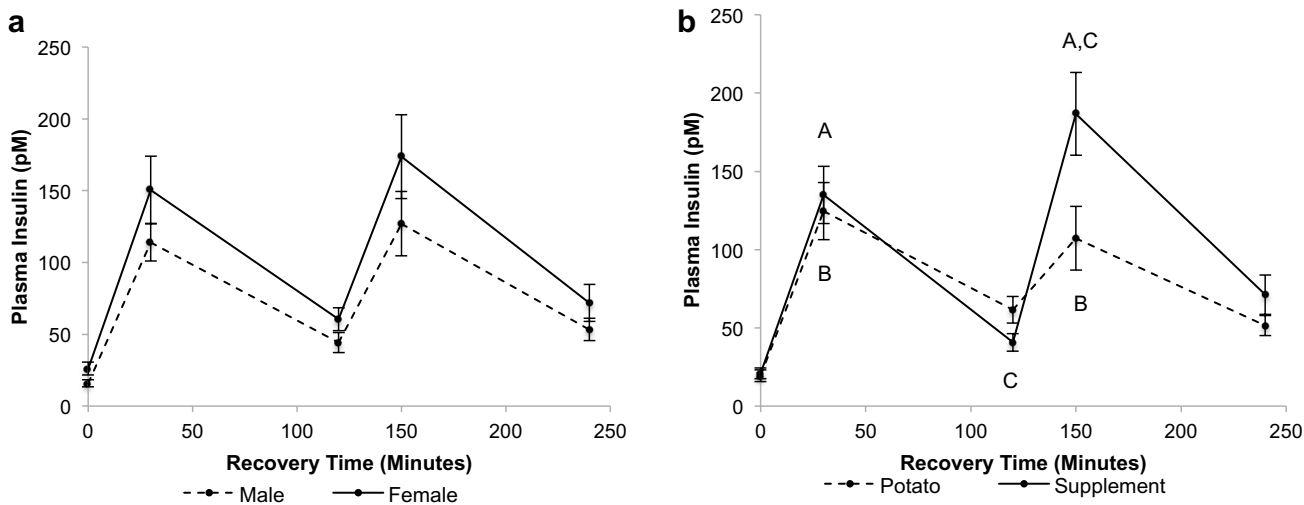 a
250
200
150
100
50
0
Plasma Insulin (pM)
0 50 100 150 200 250
Recovery Time (Minutes)
Male Female
b
250
200
150
100
50
0
Plasma Insulin (pM)
A
B
C
A,C
B
0 50 100 150 200 250
Recovery Time (Minutes)
Potato Supplement